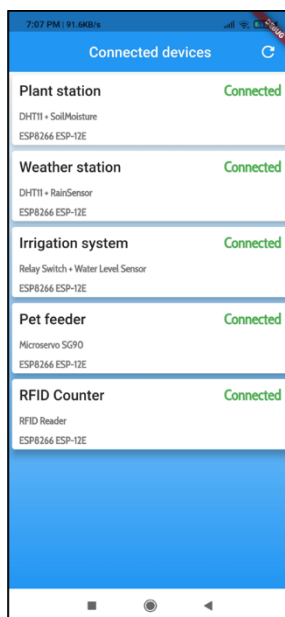 7:07 PM | 91.6KB/s
DEBUG
Connected devices
Plant station Connected
DHT11 + SoilMoisture
ESP8266 ESP-12E
Weather station Connected
DHT11 + RainSensor
ESP8266 ESP-12E
Irrigation system Connected
Relay Switch + Water Level Sensor
ESP8266 ESP-12E
Pet feeder Connected
Microservo SG90
ESP8266 ESP-12E
RFID Counter Connected
RFID Reader
ESP8266 ESP-12E